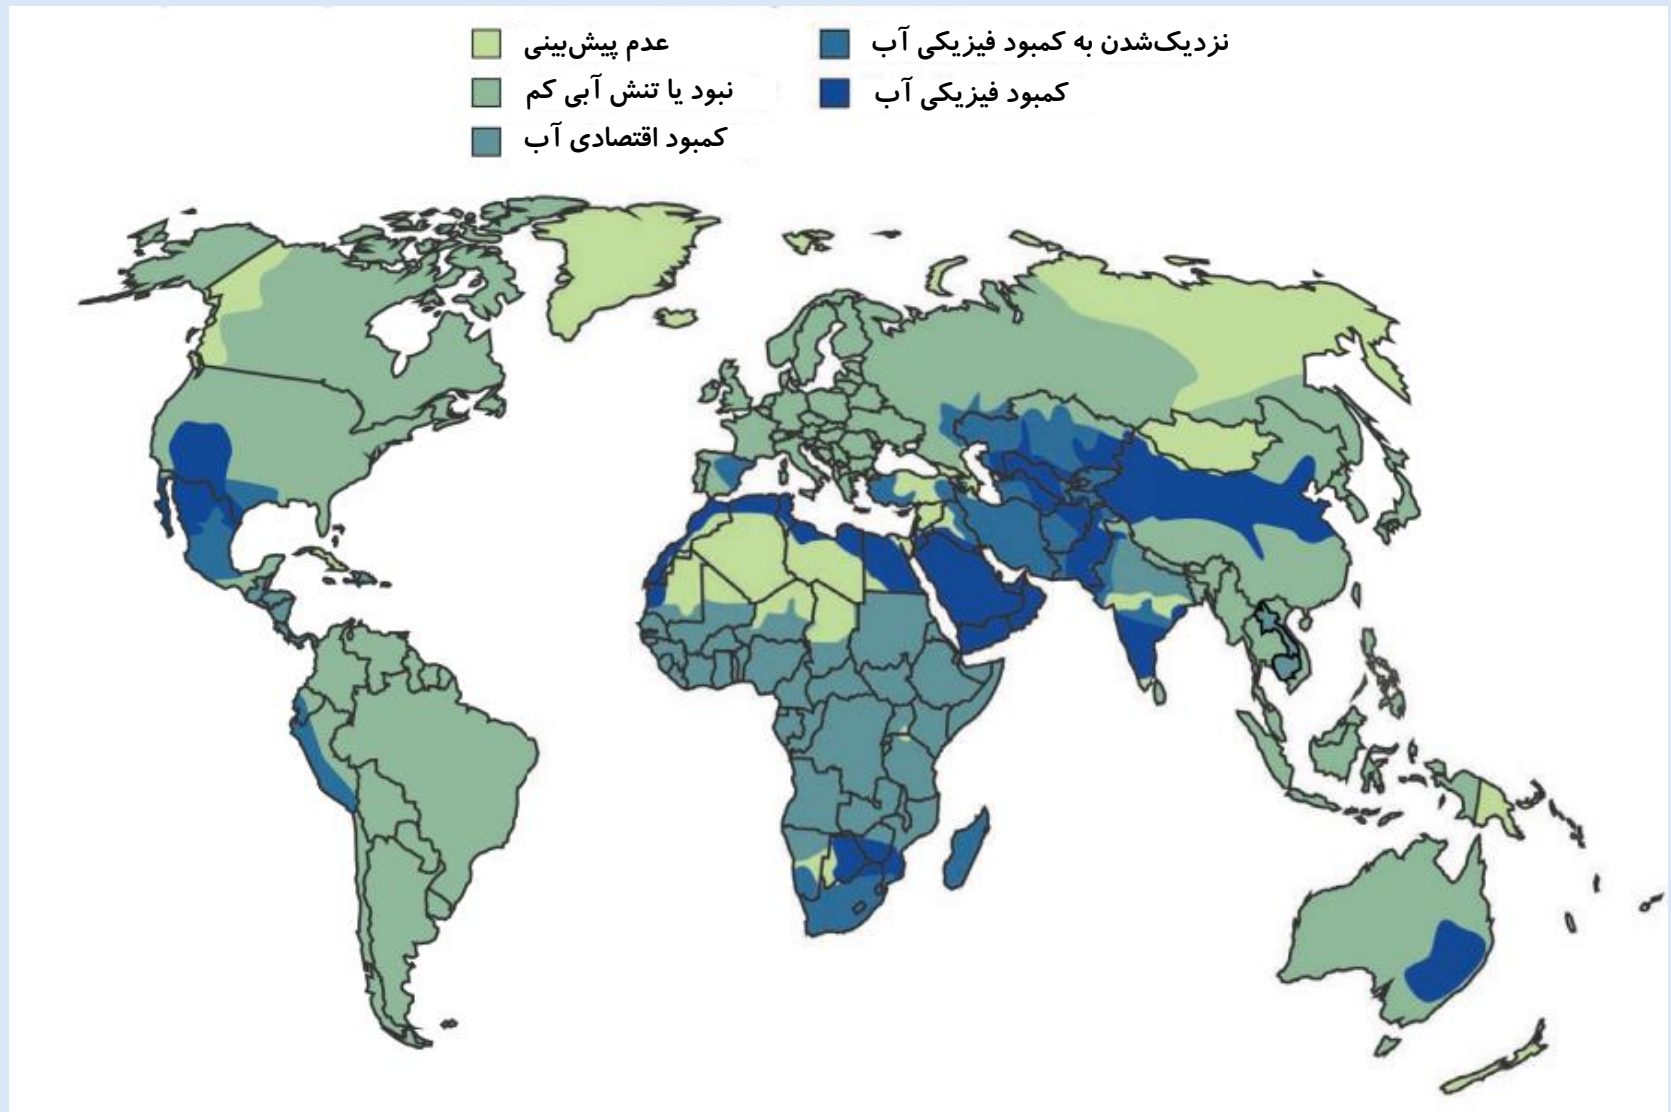 نزدیک‌شدن به کمبود فیزیکی آب
کمبود فیزیکی آب
عدم پیش‌بینی
نبود یا تنش آبی کم
کمبود اقتصادی آب